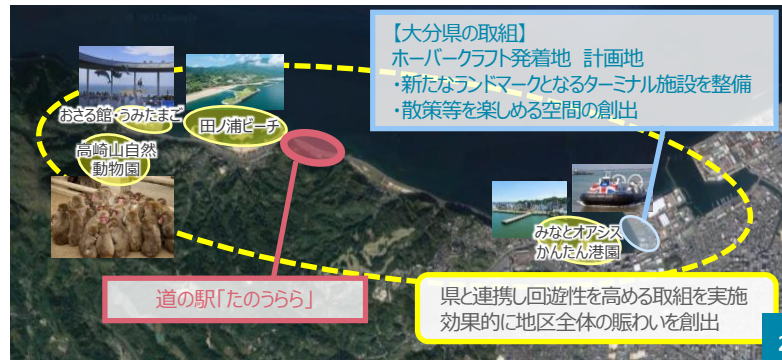 【大分県の取組】
ホーバークラフト発着地 計画地
・新たなランドマークとなるターミナル施設を整備
・散策等を楽しめる空間の創出
おさる館・うみたまご
田ノ浦ビーチ
高崎山自然
動物園
みなとオアシス
かんたん港園
道の駅「たのうらら」
県と連携し回遊性を高める取組を実施
効果的に地区全体の賑わいを創出